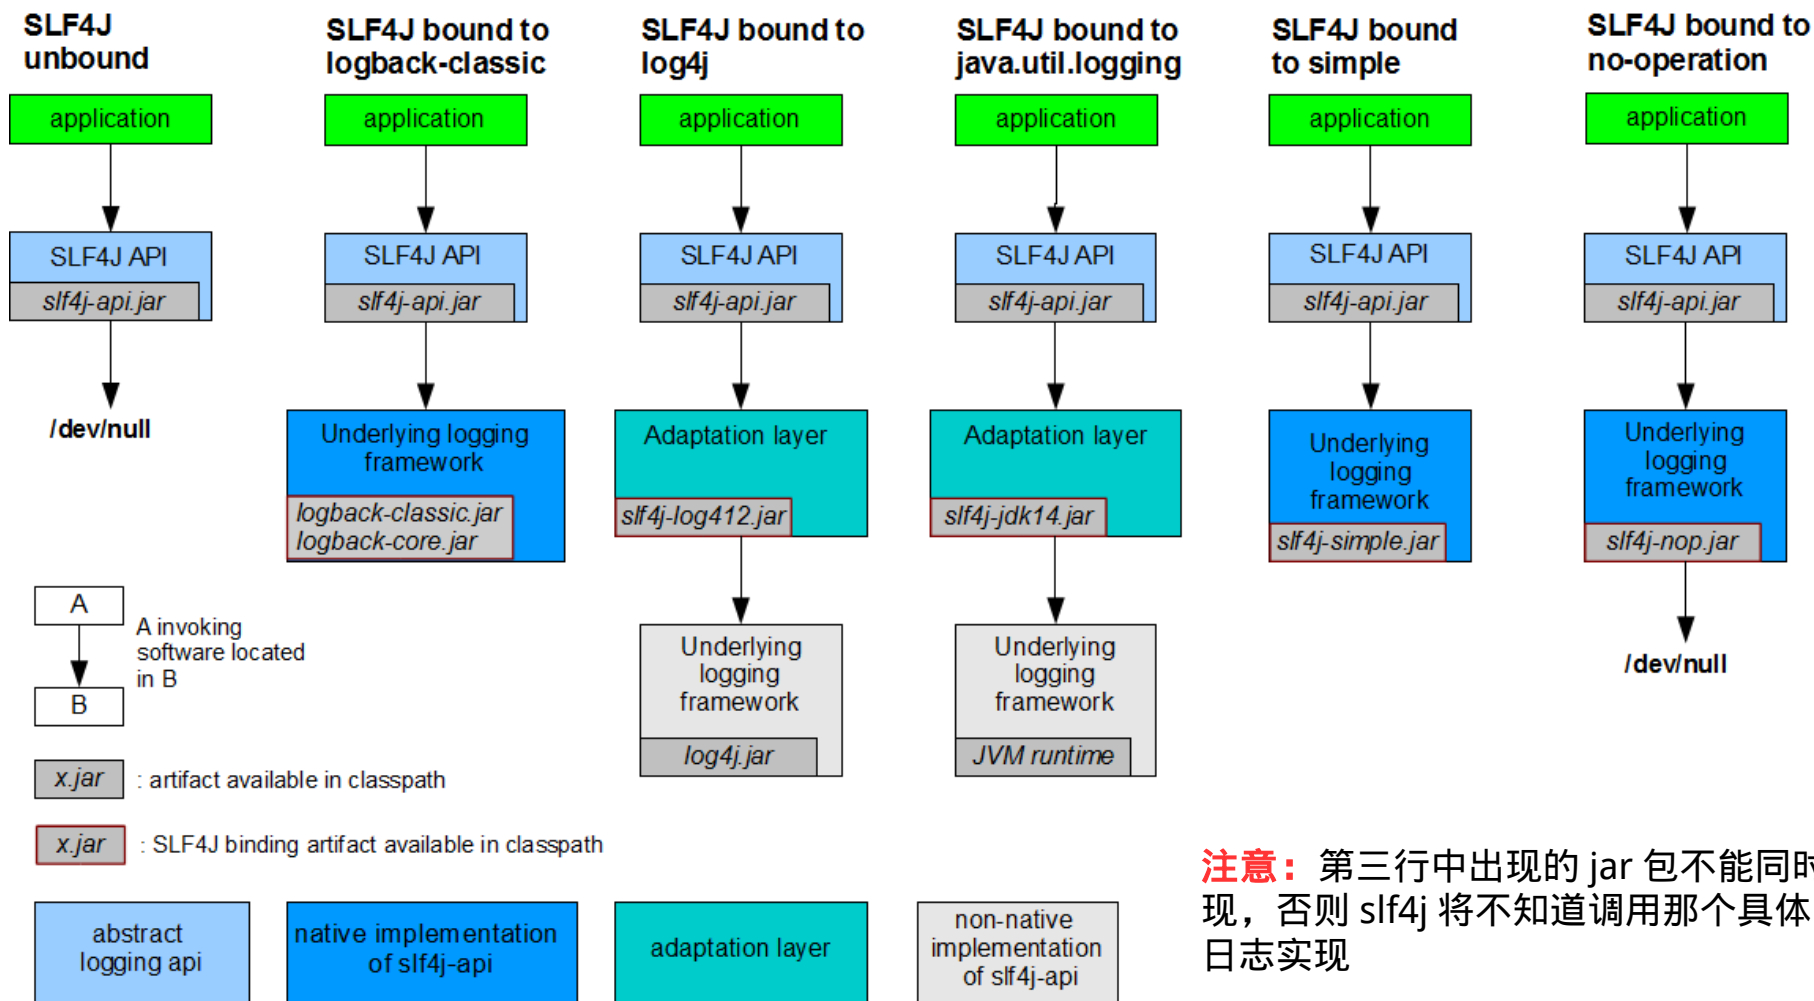 SLF4J
unbound
SLF4J bound to
logback-classic
SLF4J bound to
log4j
SLF4J bound to
java.util.logging
SLF4J bound
to simple
SLF4J bound to
no-operation
application
application
application
application
application
application
SLF4J API
slf4j-api.jar
SLF4J API
slf4j-api.jar
SLF4J API
slf4j-api.jar
SLF4J API
slf4j-api.jar
SLF4J API
slf4j-api.jar
SLF4J API
slf4j-api.jar
/dev/null
Underlying logging
framework
logback-classic.jar
logback-core.jar
Adaptation layer
slf4j-log412.jar
Adaptation layer
slf4j-jdk14.jar
Underlying
logging
framework
slf4j-simple.jar
Underlying
logging
framework
slf4j-nop.jar
A
B
A invoking
software located
in B
Underlying
logging
framework
log4j.jar
Underlying
logging
framework
JVM runtime
/dev/null
x.jar : artifact available in classpath
x.jar : SLF4J binding artifact available in classpath
注意：第三行中出现的 jar 包不能同时
现，否则 slf4j 将不知道调用那个具体
日志实现
abstract
logging api
native implementation
of slf4j-api
adaptation layer
non-native
implementation
of slf4j-api